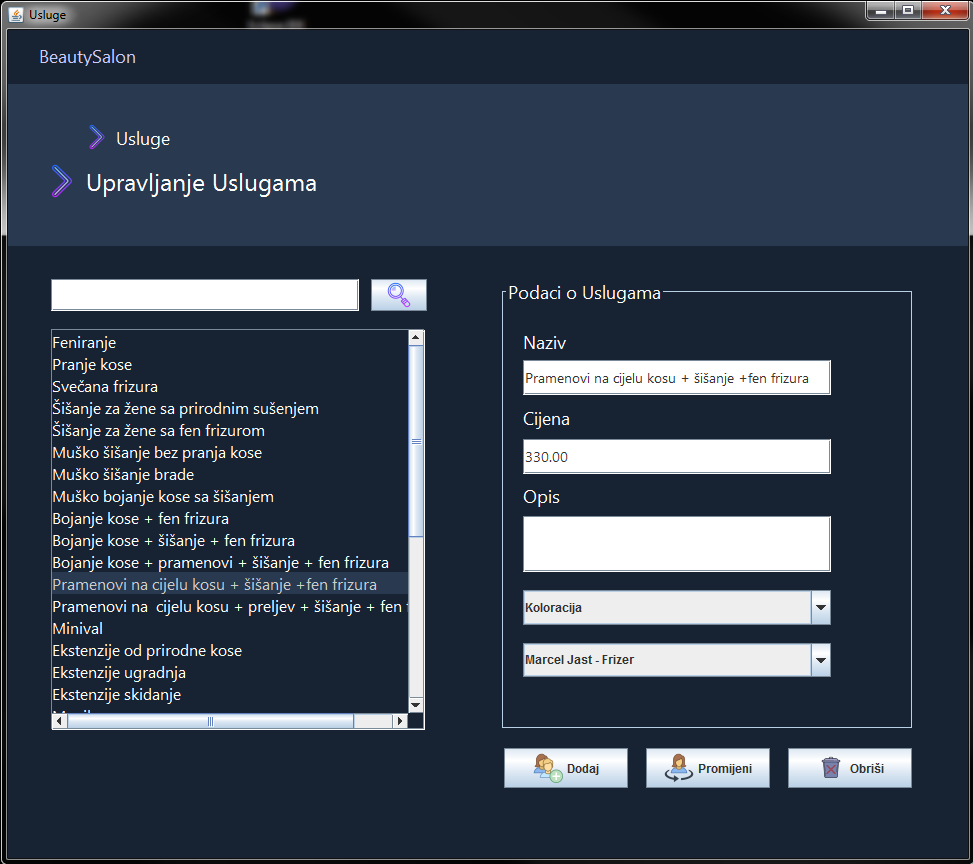 Usluge
BeautySalon
Usluge
Upravljanje Uslugama
Feniranje
Pranje kose
Svečana frizura
Šišanje za žene sa prirodnim sušenjem
Šišanje za žene sa fen frizurom
Muško šišanje bez pranja kose
Muško šišanje brade
Muško bojanje kose sa šišanjem
Bojanje kose + fen frizura
Bojanje kose + šišanje + fen frizura
Bojanje kose + pramenovi + šišanje + fen frizura
Pramenovi na cijelu kosu + šišanje +fen frizura
Pramenovi na  cijelu kosu + preljev + šišanje + fen
Minival
Ekstenzije od prirodne kose
Ekstenzije ugradnja
Ekstenzije skidanje
Podaci o Uslugama
Naziv
Pramenovi na cijelu kosu + šišanje +fen frizura
Cijena
330.00
Opis
Koloracija
Marcel Jast - Frizer
Dodaj
Promijeni
Obriši